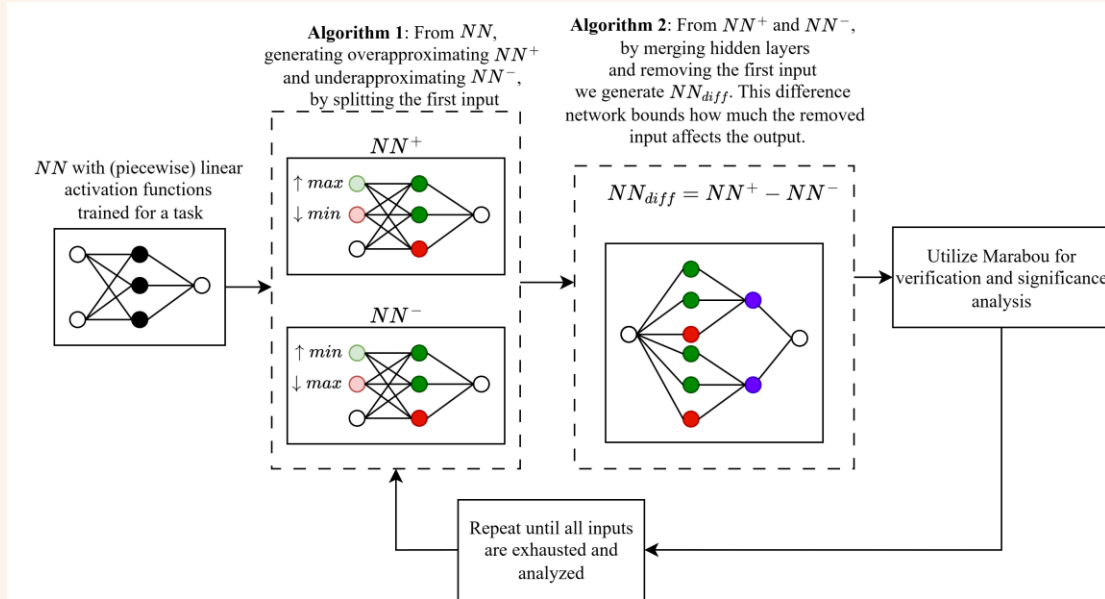 NN with (piecewise) linear
activation functions
trained for a task
Algorithm 1: From NN,
generating overapproximating NN⁺
and underapproximating NN⁻,
by splitting the first input
NN⁺
↑ max
↓ min
NN⁻
↑ min
↓ max
Algorithm 2: From NN⁺ and NN⁻,
by merging hidden layers
and removing the first input
we generate NN_diff. This difference
network bounds how much the removed
input affects the output.
NN_diff = NN⁺ − NN⁻
Utilize Marabou for
verification and significance
analysis
Repeat until all inputs
are exhausted and
analyzed